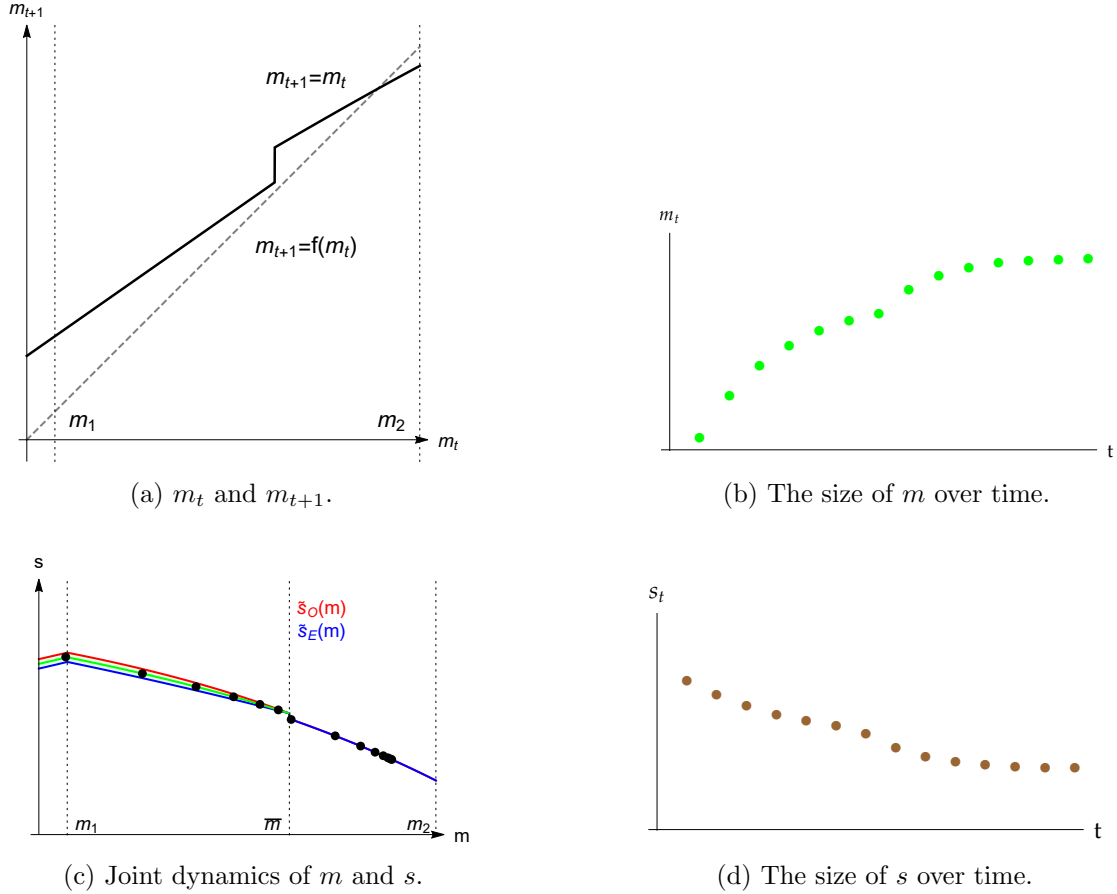 m_{t+1}
m_{t+1}=m_t
m_{t+1}=f(m_t)
m_1
m_2
m_t
(a) m_t and m_{t+1}.
m_t
t
(b) The size of m over time.
s
s̃_O(m)
s̃_E(m)
m_1
m̅
m_2
m
(c) Joint dynamics of m and s.
s_t
t
(d) The size of s over time.